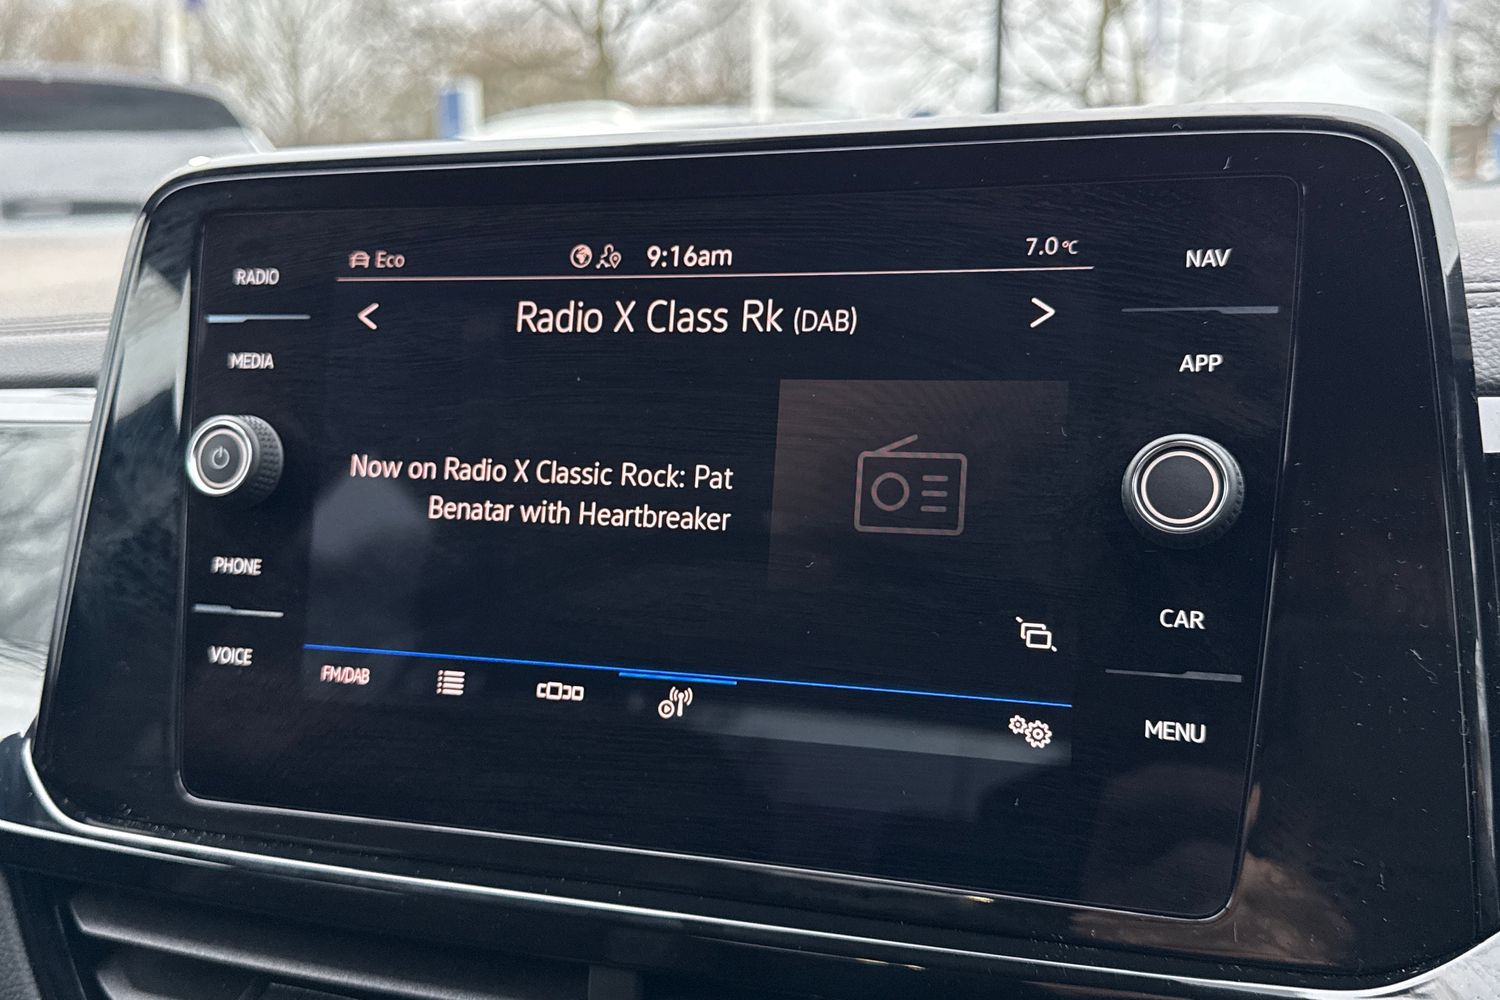 Eco
9:16am
7.0 °C
RADIO
NAV
Radio X Class Rk (DAB)
MEDIA
APP
Now on Radio X Classic Rock: Pat
Benatar with Heartbreaker
PHONE
CAR
VOICE
FM/DAB
MENU